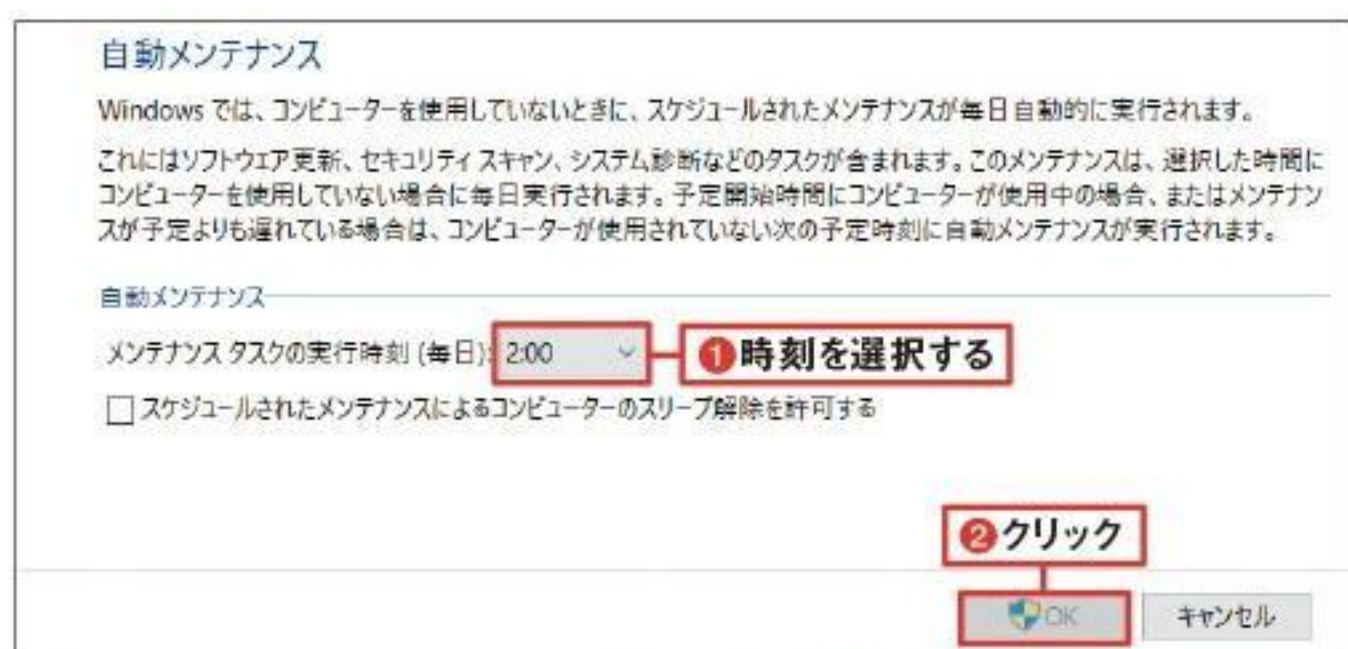 自動メンテナンス
Windows では、コンピューターを使用していないときに、スケジュールされたメンテナンスが毎日自動的に実行されます。
これにはソフトウエア更新、セキュリティ スキャン、システム診断などのタスクが含まれます。このメンテナンスは、選択した時間に
コンピューターを使用していない場合に毎日実行されます。予定開始時間にコンピューターが使用中の場合、またはメンテナン
スが予定よりも遅れている場合は、コンピューターが使用されていない次の予定時刻に自動メンテナンスが実行されます。
自動メンテナンス
メンテナンス タスクの実行時刻 (毎日): 2:00 ❶時刻を選択する
スケジュールされたメンテナンスによるコンピューターのスリープ解除を許可する
❷クリック
OK キャンセル